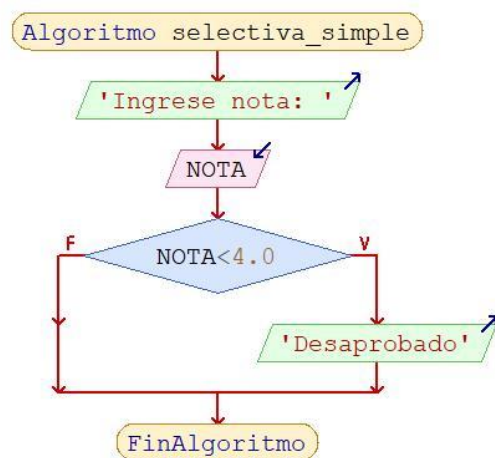 Algoritmo selectiva_simple
'Ingrese nota: '
NOTA
F
NOTA<4.0
V
'Desaprobado'
FinAlgoritmo